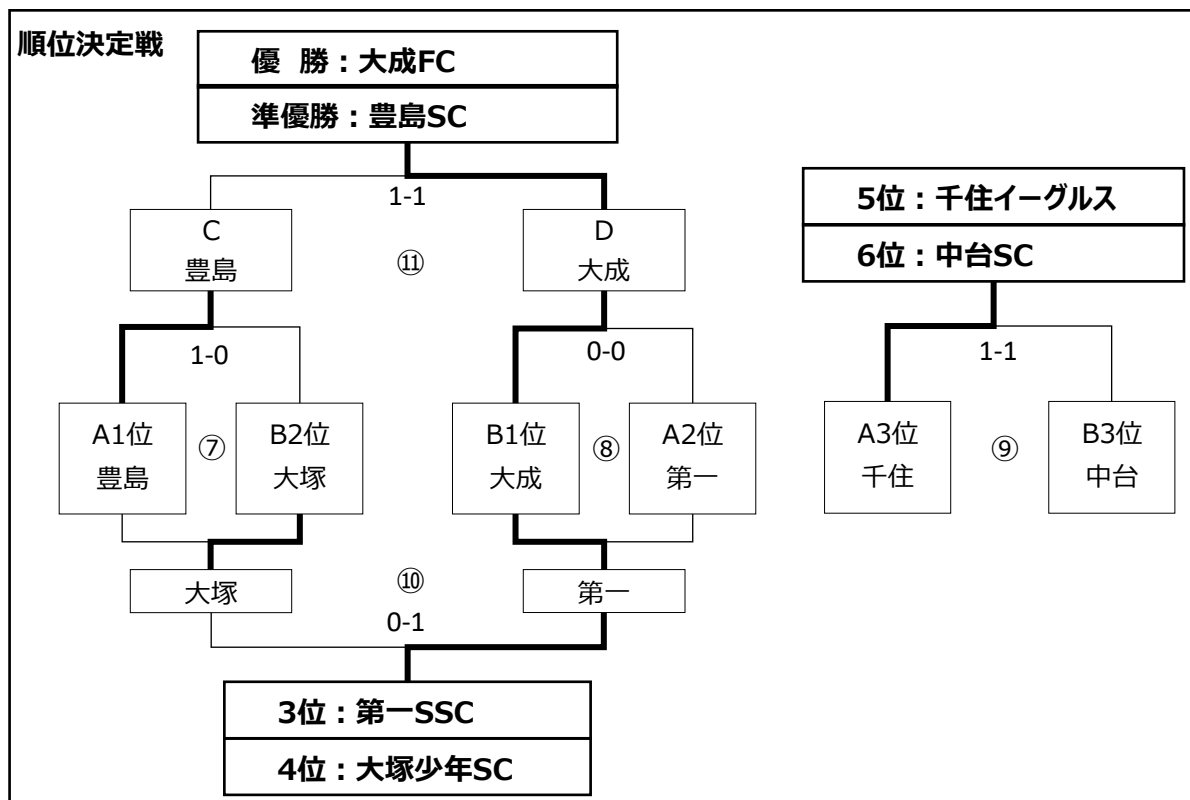 順位決定戦
優 勝：大成FC
準優勝：豊島SC
1-1
C
豊島
⑪
D
大成
1-0
0-0
A1位
豊島
⑦
B2位
大塚
B1位
大成
⑧
A2位
第一
大塚
⑩
第一
0-1
3位：第一SSC
4位：大塚少年SC
5位：千住イーグルス
6位：中台SC
1-1
A3位
千住
⑨
B3位
中台